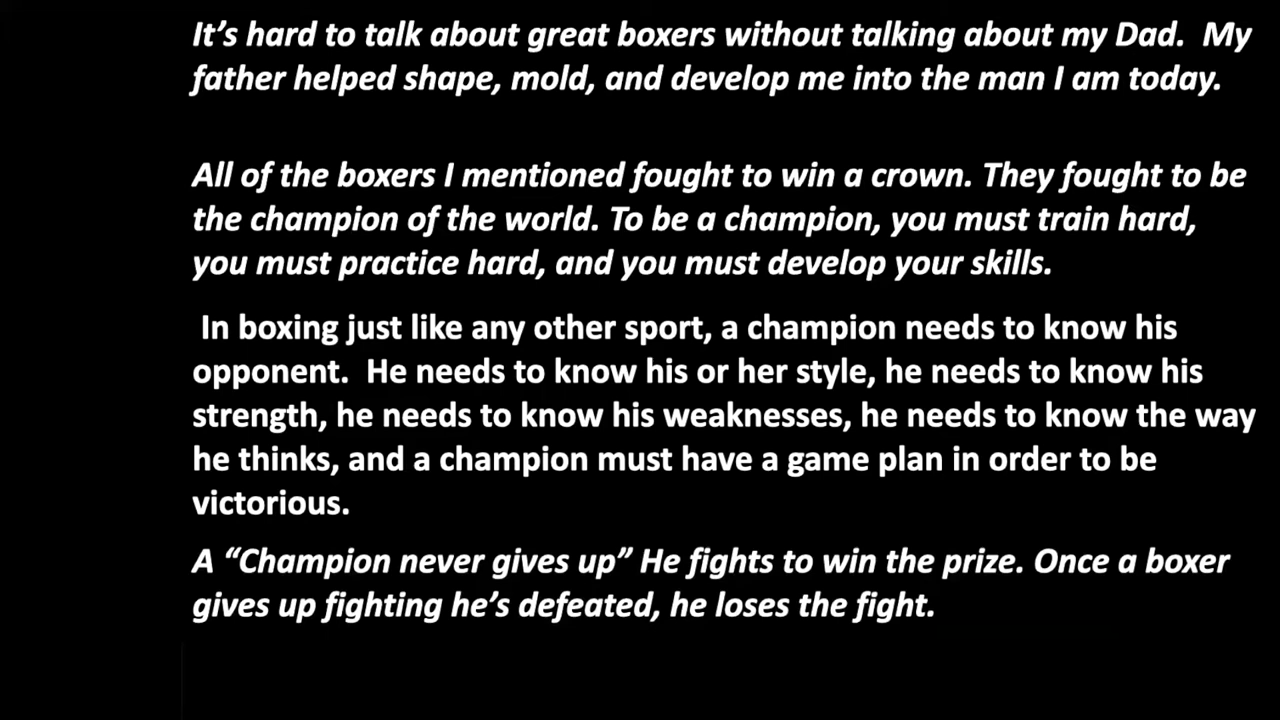 It’s hard to talk about great boxers without talking about my Dad.  My
father helped shape, mold, and develop me into the man I am today.
All of the boxers I mentioned fought to win a crown. They fought to be
the champion of the world. To be a champion, you must train hard,
you must practice hard, and you must develop your skills.
In boxing just like any other sport, a champion needs to know his
opponent.  He needs to know his or her style, he needs to know his
strength, he needs to know his weaknesses, he needs to know the way
he thinks, and a champion must have a game plan in order to be
victorious.
A “Champion never gives up” He fights to win the prize. Once a boxer
gives up fighting he’s defeated, he loses the fight.